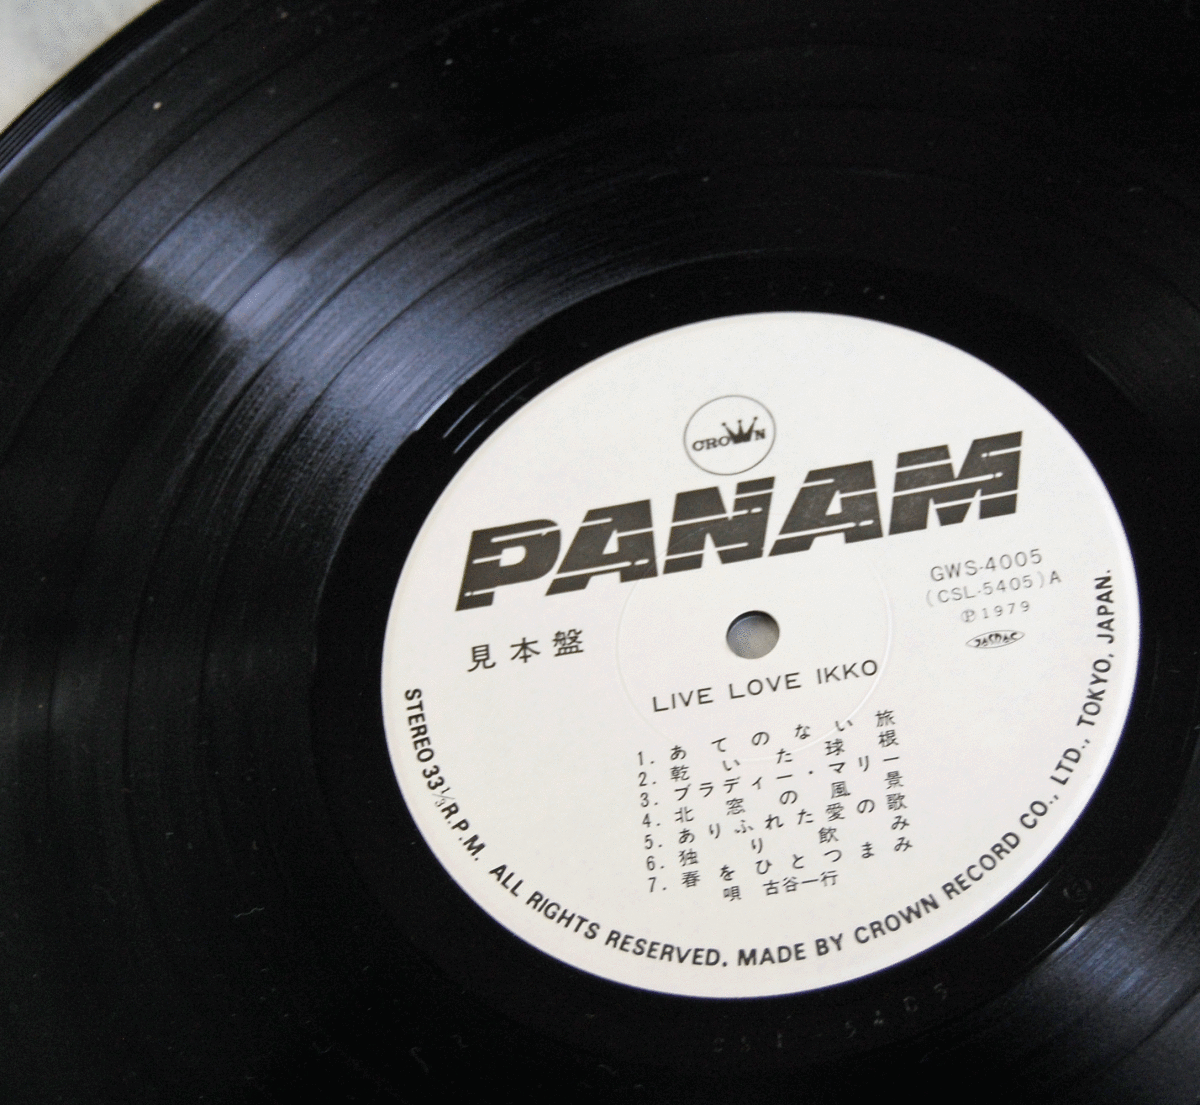 CROWN
PANAM
GWS-4005
(CSL-5405)A
Ⓟ1979
JASRAC
見本盤
LIVE LOVE IKKO
1. あてのない旅
2. 乾いた球根
3. ブラディー・マリー
4. 北窓の風景
5. ありふれた愛の歌
6. 独り飲み
7. 春をひとつまみ
唄 古谷一行
STEREO 33⅓ R.P.M. ALL RIGHTS RESERVED. MADE BY CROWN RECORD CO., LTD., TOKYO, JAPAN.